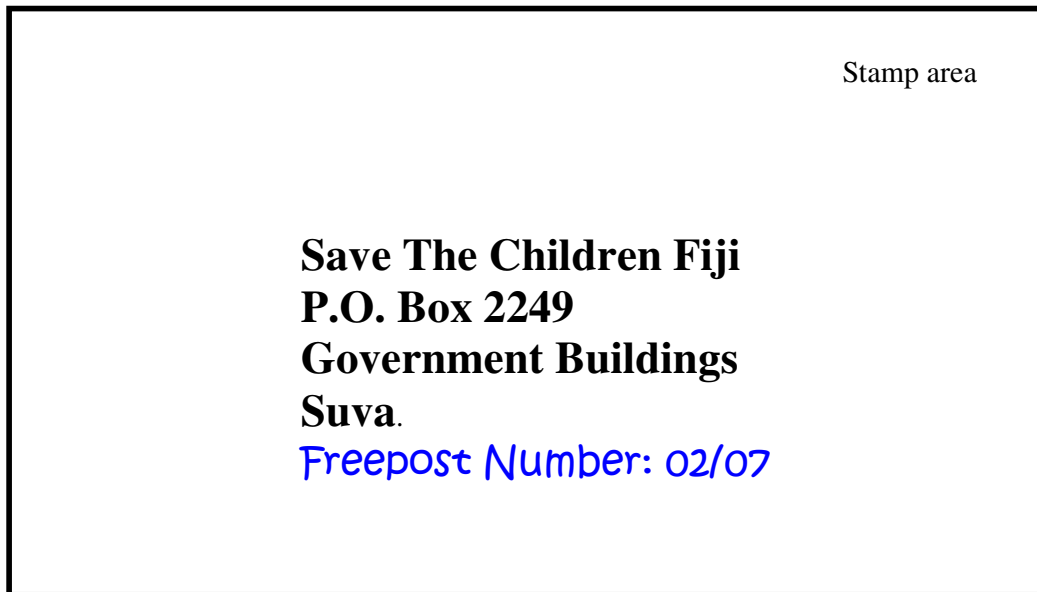 Stamp area
Save The Children Fiji
P.O. Box 2249
Government Buildings
Suva.
Freepost Number: 02/07